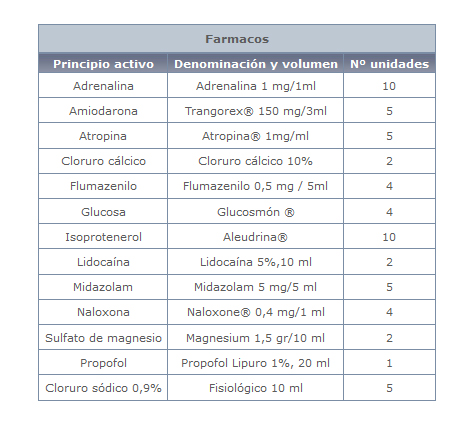 Farmacos
Principio activo Denominación y volumen Nº unidades
Adrenalina Adrenalina 1 mg/1ml 10
Amiodarona Trangorex® 150 mg/3ml 5
Atropina Atropina® 1mg/ml 5
Cloruro cálcico Cloruro cálcico 10% 2
Flumazenilo Flumazenilo 0,5 mg / 5ml 4
Glucosa Glucosmón ® 4
Isoprotenerol Aleudrina® 10
Lidocaína Lidocaína 5%,10 ml 2
Midazolam Midazolam 5 mg/5 ml 5
Naloxona Naloxone® 0,4 mg/1 ml 4
Sulfato de magnesio Magnesium 1,5 gr/10 ml 2
Propofol Propofol Lipuro 1%, 20 ml 1
Cloruro sódico 0,9% Fisiológico 10 ml 5